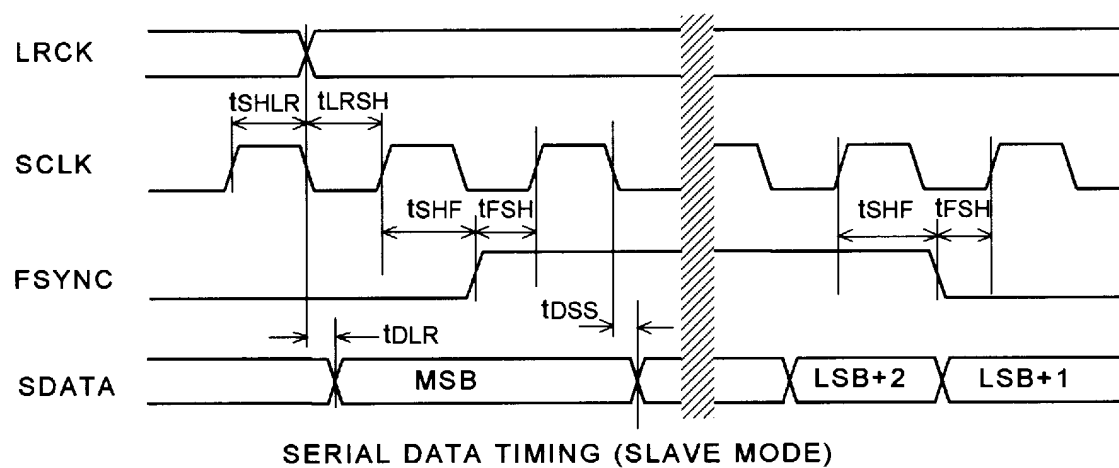 LRCK
tSHLR tLRSH
SCLK
tSHF tFSH tSHF tFSH
FSYNC
tDSS
tDLR
SDATA MSB LSB+2 LSB+1
SERIAL DATA TIMING (SLAVE MODE)